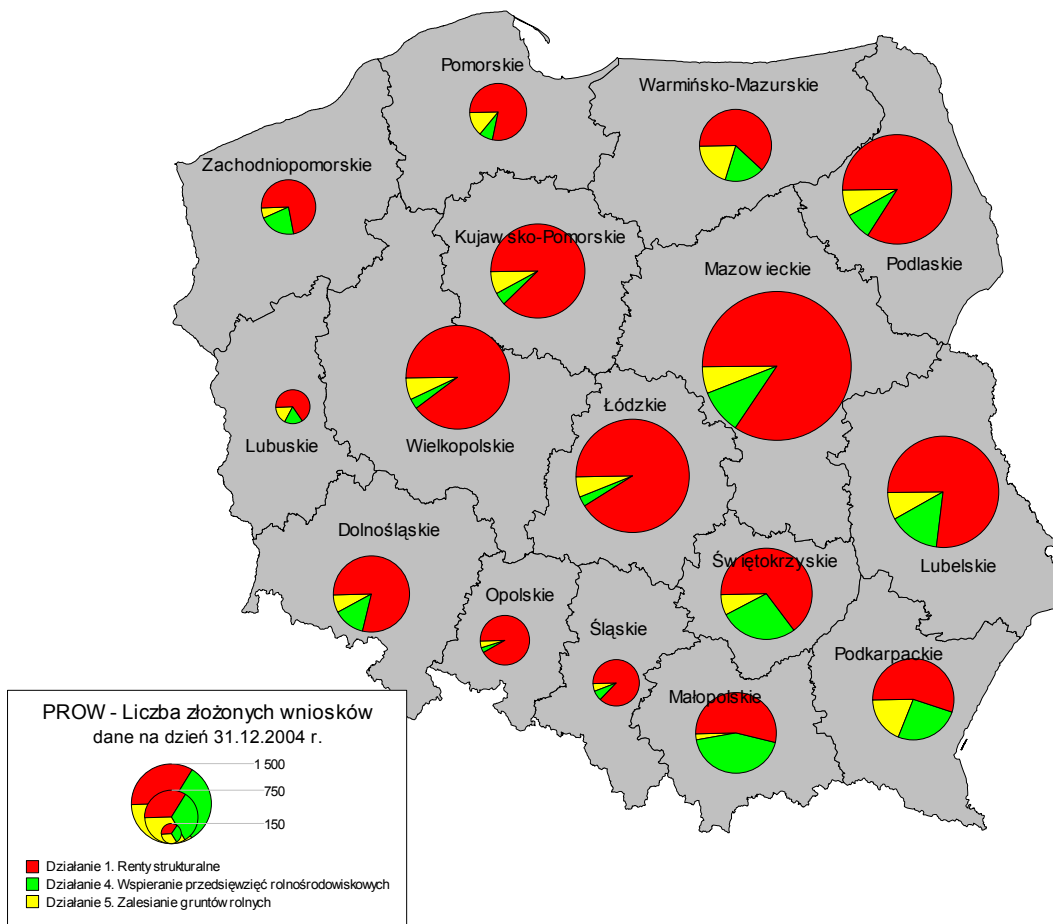 Pomorskie
Warmińsko-Mazurskie
Zachodniopomorskie
Kujaw sko-Pomorskie
Podlaskie
Mazow ieckie
Łódzkie
Lubuskie
Wielkopolskie
Dolnośląskie
Św iętokrzyskie
Lubelskie
Opolskie
Śląskie
Podkarpackie
Małopolskie
PROW - Liczba złożonych wniosków
dane na dzień 31.12.2004 r.
1 500
750
150
Działanie 1. Renty strukturalne
Działanie 4. Wspieranie przedsięwzięć rolnośrodowiskowych
Działanie 5. Zalesianie gruntów rolnych